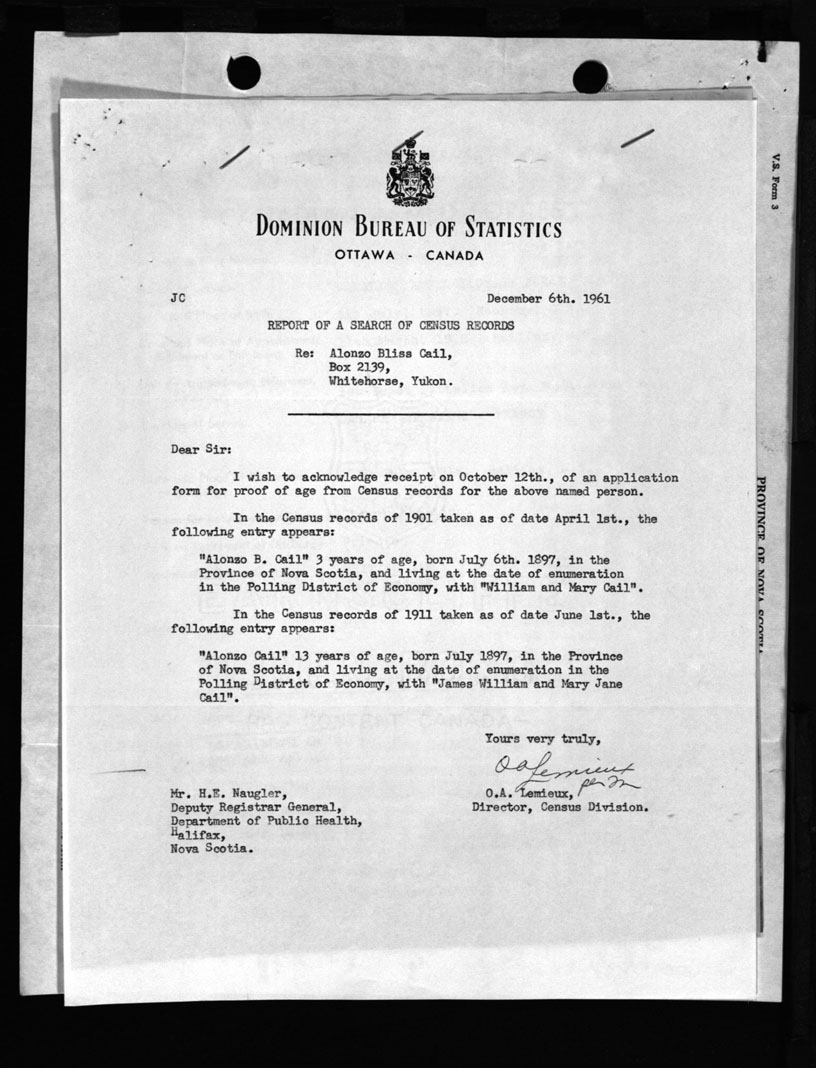 V.S. Form 3
DOMINION BUREAU OF STATISTICS
OTTAWA - CANADA
JC
December 6th. 1961
REPORT OF A SEARCH OF CENSUS RECORDS
Re: Alonzo Bliss Cail,
Box 2139,
Whitehorse, Yukon.
Dear Sir:
I wish to acknowledge receipt on October 12th., of an application
form for proof of age from Census records for the above named person.
In the Census records of 1901 taken as of date April 1st., the
following entry appears:
"Alonzo B. Cail" 3 years of age, born July 6th. 1897, in the
Province of Nova Scotia, and living at the date of enumeration
in the Polling District of Economy, with "William and Mary Cail".
In the Census records of 1911 taken as of date June 1st., the
following entry appears:
"Alonzo Cail" 13 years of age, born July 1897, in the Province
of Nova Scotia, and living at the date of enumeration in the
Polling District of Economy, with "James William and Mary Jane
Cail".
Yours very truly,
O A Lemieux
per M
O.A. Lemieux,
Director, Census Division.
Mr. H.E. Naugler,
Deputy Registrar General,
Department of Public Health,
Halifax,
Nova Scotia.
PROVINCE OF NOVA SCOTIA